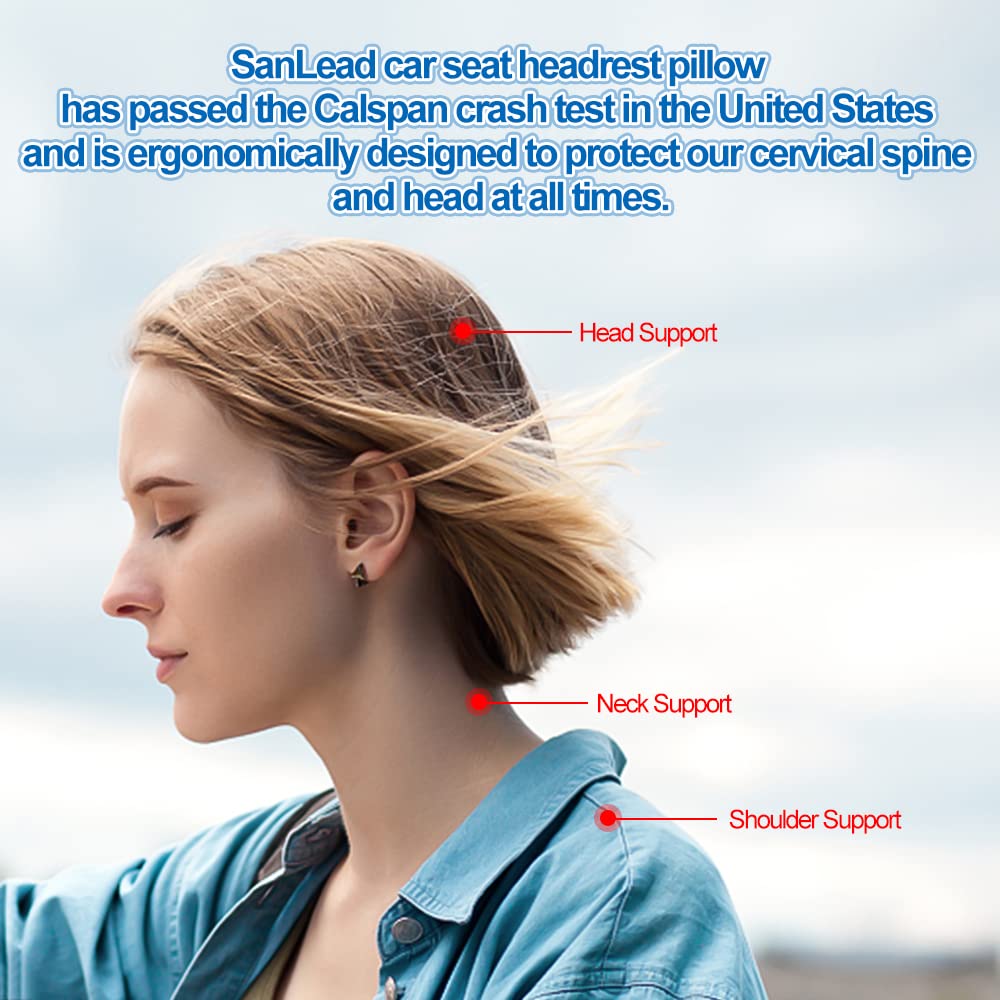 SanLead car seat headrest pillow
has passed the Calspan crash test in the United States
and is ergonomically designed to protect our cervical spine
and head at all times.
Head Support
Neck Support
Shoulder Support